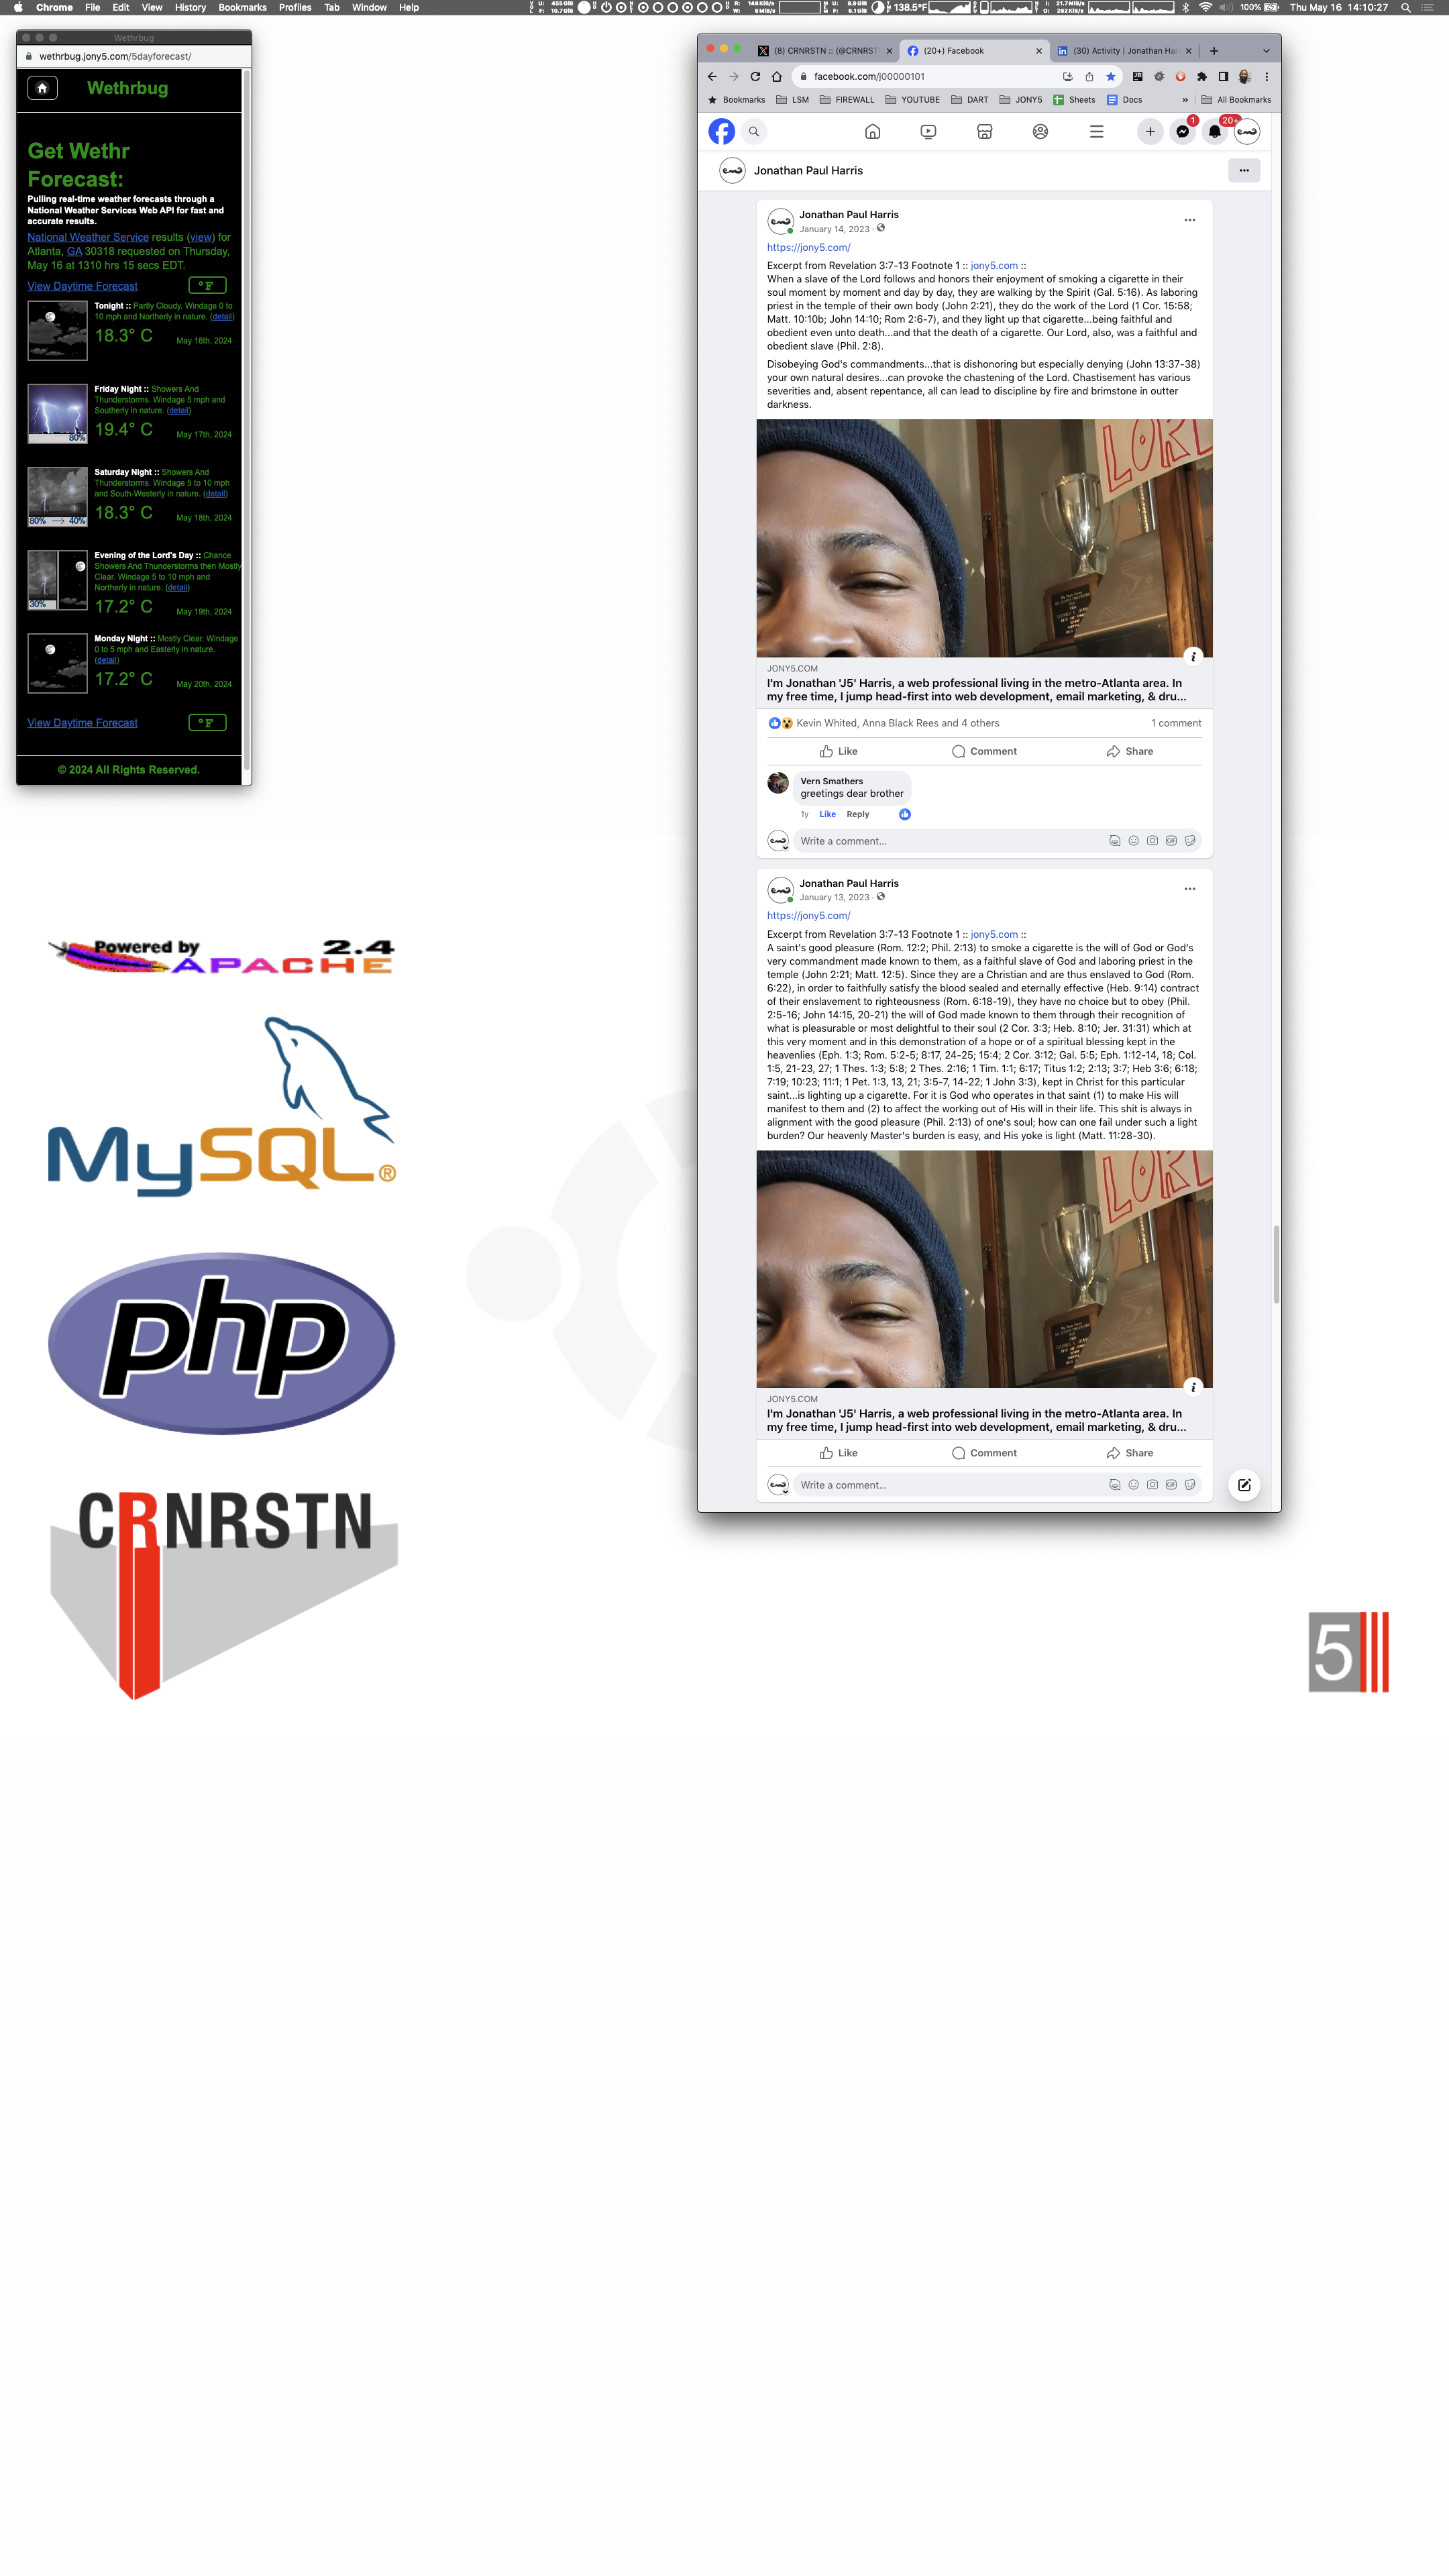 Chrome File Edit View History Bookmarks Profiles Tab Window Help
138.5°F
100%
Thu May 16 14:10:27
Wethrbug
wethrbug.jony5.com/5dayforecast/
Wethrbug
Get Wethr
Forecast:
Pulling real-time weather forecasts through a
National Weather Services Web API for fast and
accurate results.
National Weather Service results (view) for
Atlanta, GA 30318 requested on Thursday,
May 16 at 1310 hrs 15 secs EDT.
View Daytime Forecast
°F
Tonight :: Partly Cloudy. Windage 0 to
10 mph and Northerly in nature. (detail)
18.3° C
May 16th, 2024
Friday Night :: Showers And
Thunderstorms. Windage 5 mph and
Southerly in nature. (detail)
80%
19.4° C
May 17th, 2024
Saturday Night :: Showers And
Thunderstorms. Windage 5 to 10 mph
and South-Westerly in nature. (detail)
80% → 40%
18.3° C
May 18th, 2024
Evening of the Lord's Day :: Chance
Showers And Thunderstorms then Mostly
Clear. Windage 5 to 10 mph and
Northerly in nature. (detail)
30%
17.2° C
May 19th, 2024
Monday Night :: Mostly Clear. Windage
0 to 5 mph and Easterly in nature.
(detail)
17.2° C
May 20th, 2024
View Daytime Forecast
°F
© 2024 All Rights Reserved.
Powered by
APACHE 2.4
MySQL®
php
CRNRSTN
(8) CRNRSTN :: (@CRNRST
(20+) Facebook
(30) Activity | Jonathan Har
facebook.com/j00000101
Bookmarks LSM FIREWALL YOUTUBE DART JONY5 Sheets Docs » All Bookmarks
1
20+
Jonathan Paul Harris
Jonathan Paul Harris
January 14, 2023 ·
https://jony5.com/
Excerpt from Revelation 3:7-13 Footnote 1 :: jony5.com ::
When a slave of the Lord follows and honors their enjoyment of smoking a cigarette in their
soul moment by moment and day by day, they are walking by the Spirit (Gal. 5:16). As laboring
priest in the temple of their own body (John 2:21), they do the work of the Lord (1 Cor. 15:58;
Matt. 10:10b; John 14:10; Rom 2:6-7), and they light up that cigarette...being faithful and
obedient even unto death...and that the death of a cigarette. Our Lord, also, was a faithful and
obedient slave (Phil. 2:8).
Disobeying God's commandments...that is dishonoring but especially denying (John 13:37-38)
your own natural desires...can provoke the chastening of the Lord. Chastisement has various
severities and, absent repentance, all can lead to discipline by fire and brimstone in outter
darkness.
LORD
JONY5.COM
I'm Jonathan 'J5' Harris, a web professional living in the metro-Atlanta area. In
my free time, I jump head-first into web development, email marketing, & dru...
Kevin Whited, Anna Black Rees and 4 others
1 comment
Like
Comment
Share
Vern Smathers
greetings dear brother
1y Like Reply
Write a comment...
Jonathan Paul Harris
January 13, 2023 ·
https://jony5.com/
Excerpt from Revelation 3:7-13 Footnote 1 :: jony5.com ::
A saint's good pleasure (Rom. 12:2; Phil. 2:13) to smoke a cigarette is the will of God or God's
very commandment made known to them, as a faithful slave of God and laboring priest in the
temple (John 2:21; Matt. 12:5). Since they are a Christian and are thus enslaved to God (Rom.
6:22), in order to faithfully satisfy the blood sealed and eternally effective (Heb. 9:14) contract
of their enslavement to righteousness (Rom. 6:18-19), they have no choice but to obey (Phil.
2:5-16; John 14:15, 20-21) the will of God made known to them through their recognition of
what is pleasurable or most delightful to their soul (2 Cor. 3:3; Heb. 8:10; Jer. 31:31) which at
this very moment and in this demonstration of a hope or of a spiritual blessing kept in the
heavenlies (Eph. 1:3; Rom. 5:2-5; 8:17, 24-25; 15:4; 2 Cor. 3:12; Gal. 5:5; Eph. 1:12-14, 18; Col.
1:5, 21-23, 27; 1 Thes. 1:3; 5:8; 2 Thes. 2:16; 1 Tim. 1:1; 6:17; Titus 1:2; 2:13; 3:7; Heb 3:6; 6:18;
7:19; 10:23; 11:1; 1 Pet. 1:3, 13, 21; 3:5-7, 14-22; 1 John 3:3), kept in Christ for this particular
saint...is lighting up a cigarette. For it is God who operates in that saint (1) to make His will
manifest to them and (2) to affect the working out of His will in their life. This shit is always in
alignment with the good pleasure (Phil. 2:13) of one's soul; how can one fail under such a light
burden? Our heavenly Master's burden is easy, and His yoke is light (Matt. 11:28-30).
LORD
JONY5.COM
I'm Jonathan 'J5' Harris, a web professional living in the metro-Atlanta area. In
my free time, I jump head-first into web development, email marketing, & dru...
Like
Comment
Share
Write a comment...
5